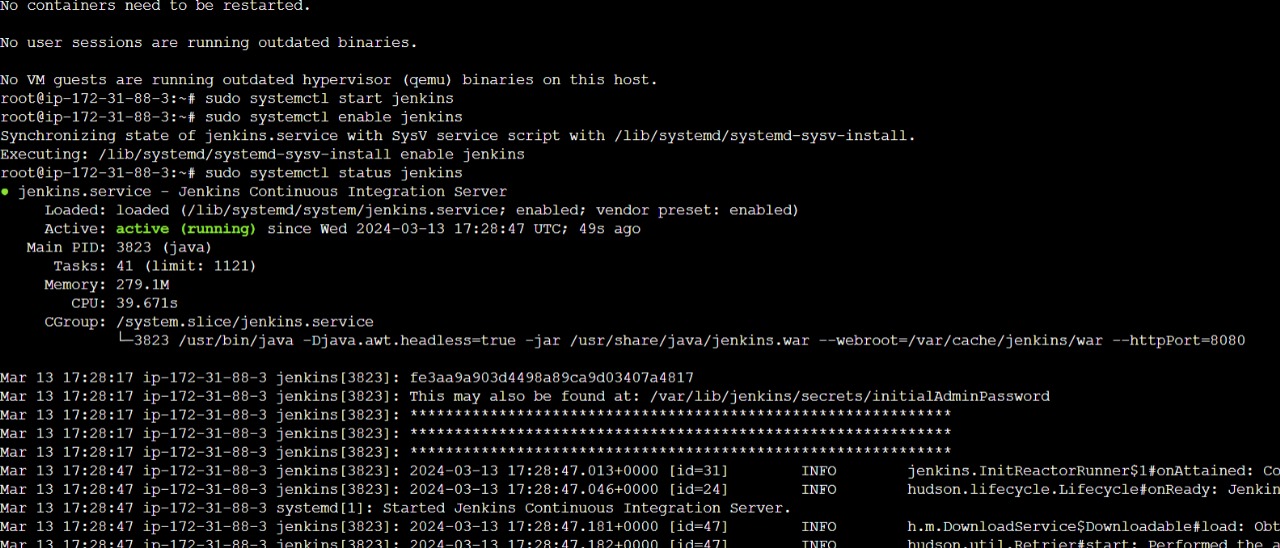 No containers need to be restarted.
No user sessions are running outdated binaries.
No VM guests are running outdated hypervisor (qemu) binaries on this host.
root@ip-172-31-88-3:~# sudo systemctl start jenkins
root@ip-172-31-88-3:~# sudo systemctl enable jenkins
Synchronizing state of jenkins.service with SysV service script with /lib/systemd/systemd-sysv-install.
Executing: /lib/systemd/systemd-sysv-install enable jenkins
root@ip-172-31-88-3:~# sudo systemctl status jenkins
● jenkins.service - Jenkins Continuous Integration Server
Loaded: loaded (/lib/systemd/system/jenkins.service; enabled; vendor preset: enabled)
Active: active (running) since Wed 2024-03-13 17:28:47 UTC; 49s ago
Main PID: 3823 (java)
Tasks: 41 (limit: 1121)
Memory: 279.1M
CPU: 39.671s
CGroup: /system.slice/jenkins.service
└─3823 /usr/bin/java -Djava.awt.headless=true -jar /usr/share/java/jenkins.war --webroot=/var/cache/jenkins/war --httpPort=8080
Mar 13 17:28:17 ip-172-31-88-3 jenkins[3823]: fe3aa9a903d4498a89ca9d03407a4817
Mar 13 17:28:17 ip-172-31-88-3 jenkins[3823]: This may also be found at: /var/lib/jenkins/secrets/initialAdminPassword
Mar 13 17:28:17 ip-172-31-88-3 jenkins[3823]: *************************************************************
Mar 13 17:28:17 ip-172-31-88-3 jenkins[3823]: *************************************************************
Mar 13 17:28:17 ip-172-31-88-3 jenkins[3823]: *************************************************************
Mar 13 17:28:47 ip-172-31-88-3 jenkins[3823]: 2024-03-13 17:28:47.013+0000 [id=31] INFO jenkins.InitReactorRunner$1#onAttained: Co
Mar 13 17:28:47 ip-172-31-88-3 jenkins[3823]: 2024-03-13 17:28:47.046+0000 [id=24] INFO hudson.lifecycle.Lifecycle#onReady: Jenkin
Mar 13 17:28:47 ip-172-31-88-3 systemd[1]: Started Jenkins Continuous Integration Server.
Mar 13 17:28:47 ip-172-31-88-3 jenkins[3823]: 2024-03-13 17:28:47.181+0000 [id=47] INFO h.m.DownloadService$Downloadable#load: Obt
Mar 13 17:28:47 ip-172-31-88-3 jenkins[3823]: 2024-03-13 17:28:47.182+0000 [id=47] INFO hudson.util.Retrier#start: Performed the a